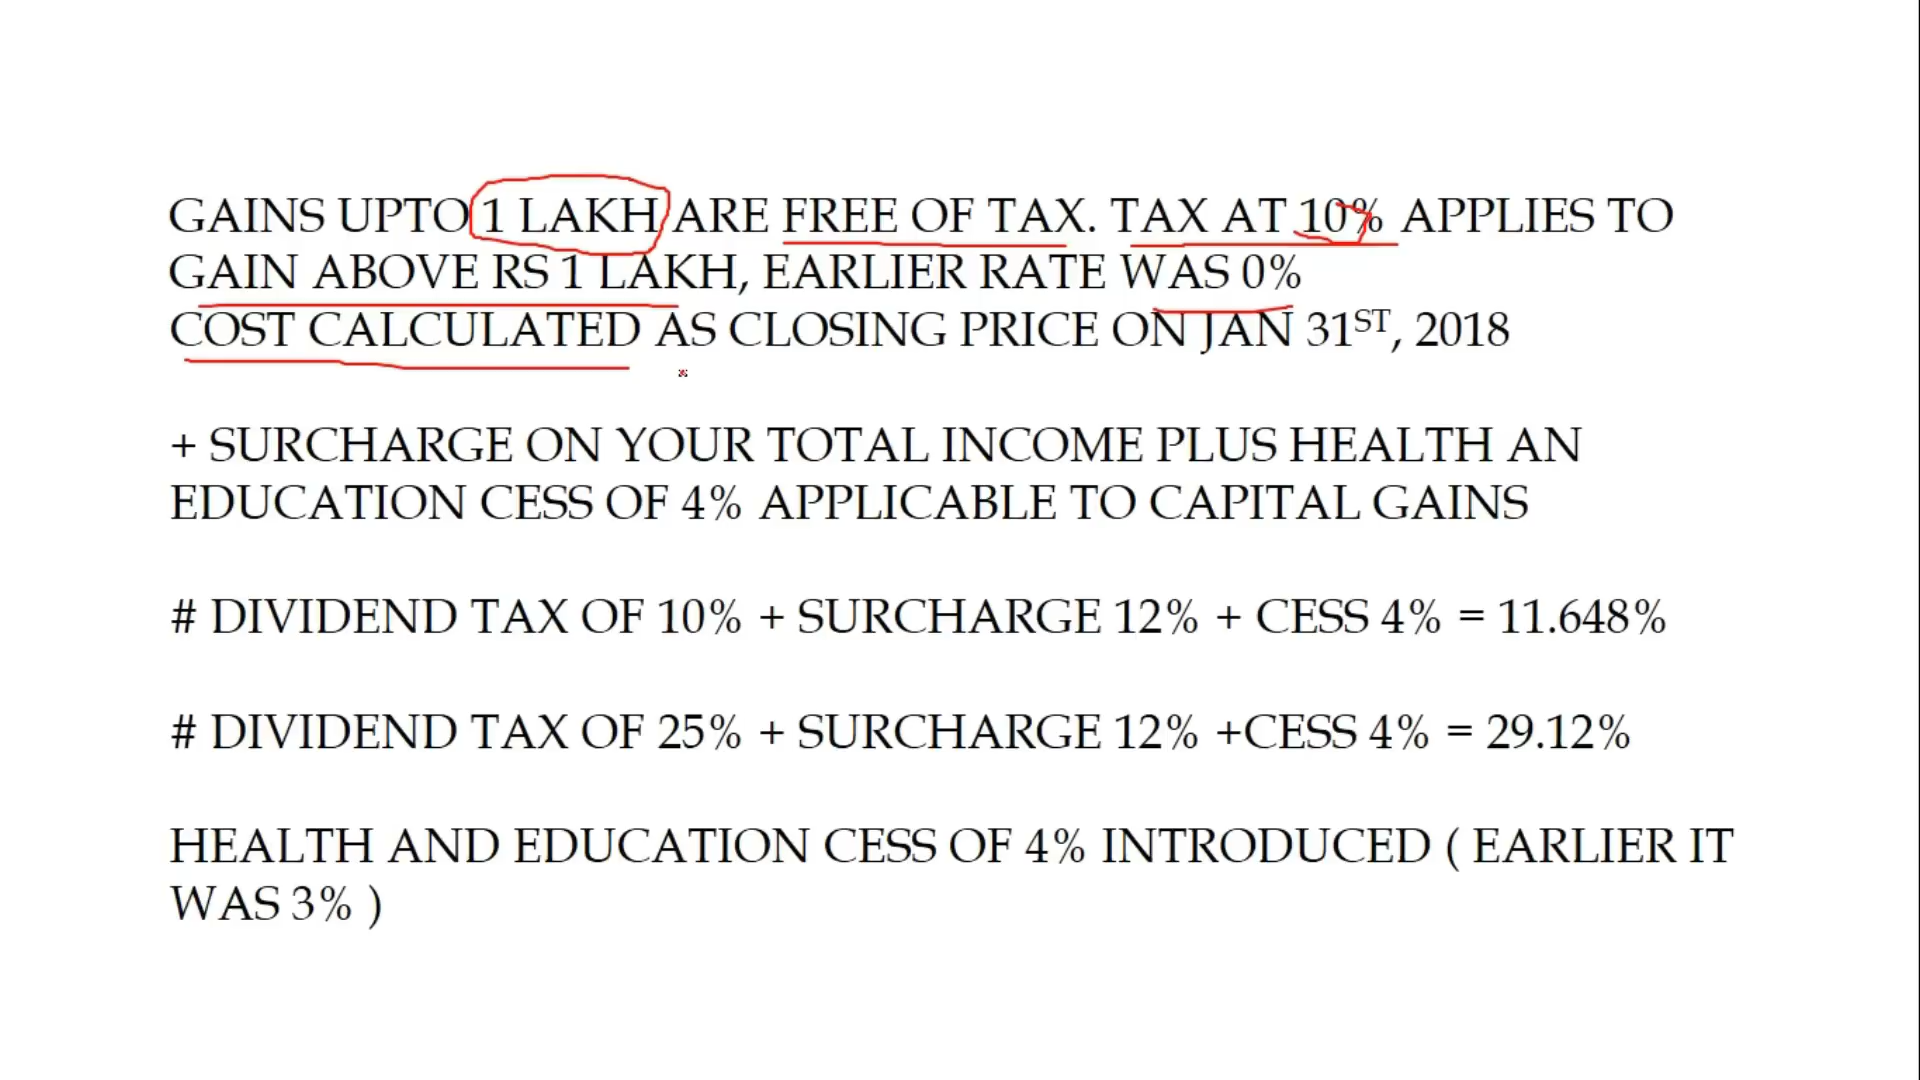 GAINS UPTO 1 LAKH ARE FREE OF TAX. TAX AT 10% APPLIES TO
GAIN ABOVE RS 1 LAKH, EARLIER RATE WAS 0%
COST CALCULATED AS CLOSING PRICE ON JAN 31ST, 2018
+ SURCHARGE ON YOUR TOTAL INCOME PLUS HEALTH AN
EDUCATION CESS OF 4% APPLICABLE TO CAPITAL GAINS
# DIVIDEND TAX OF 10% + SURCHARGE 12% + CESS 4% = 11.648%
# DIVIDEND TAX OF 25% + SURCHARGE 12% +CESS 4% = 29.12%
HEALTH AND EDUCATION CESS OF 4% INTRODUCED ( EARLIER IT
WAS 3% )